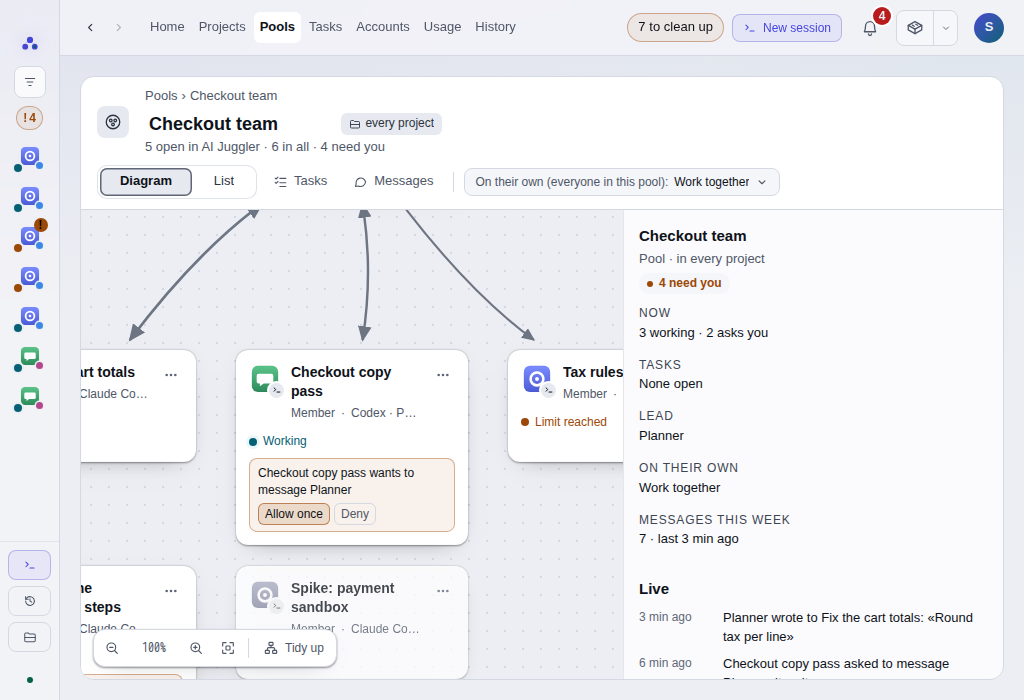 Home Projects Pools Tasks Accounts Usage History
7 to clean up
New session
4
S
!4
!
Pools › Checkout team
Checkout team
every project
5 open in AI Juggler · 6 in all · 4 need you
Diagram List Tasks Messages
On their own (everyone in this pool): Work together
art totals
Claude Co…
Checkout copy
pass
Member · Codex · P…
Working
Checkout copy pass wants to
message Planner
Allow once Deny
Tax rules
Member ·
Limit reached
steps
Claude Co
Spike: payment
sandbox
Member · Claude Co…
100%
Tidy up
Checkout team
Pool · in every project
4 need you
NOW
3 working · 2 asks you
TASKS
None open
LEAD
Planner
ON THEIR OWN
Work together
MESSAGES THIS WEEK
7 · last 3 min ago
Live
3 min ago Planner wrote to Fix the cart totals: «Round
tax per line»
6 min ago Checkout copy pass asked to message